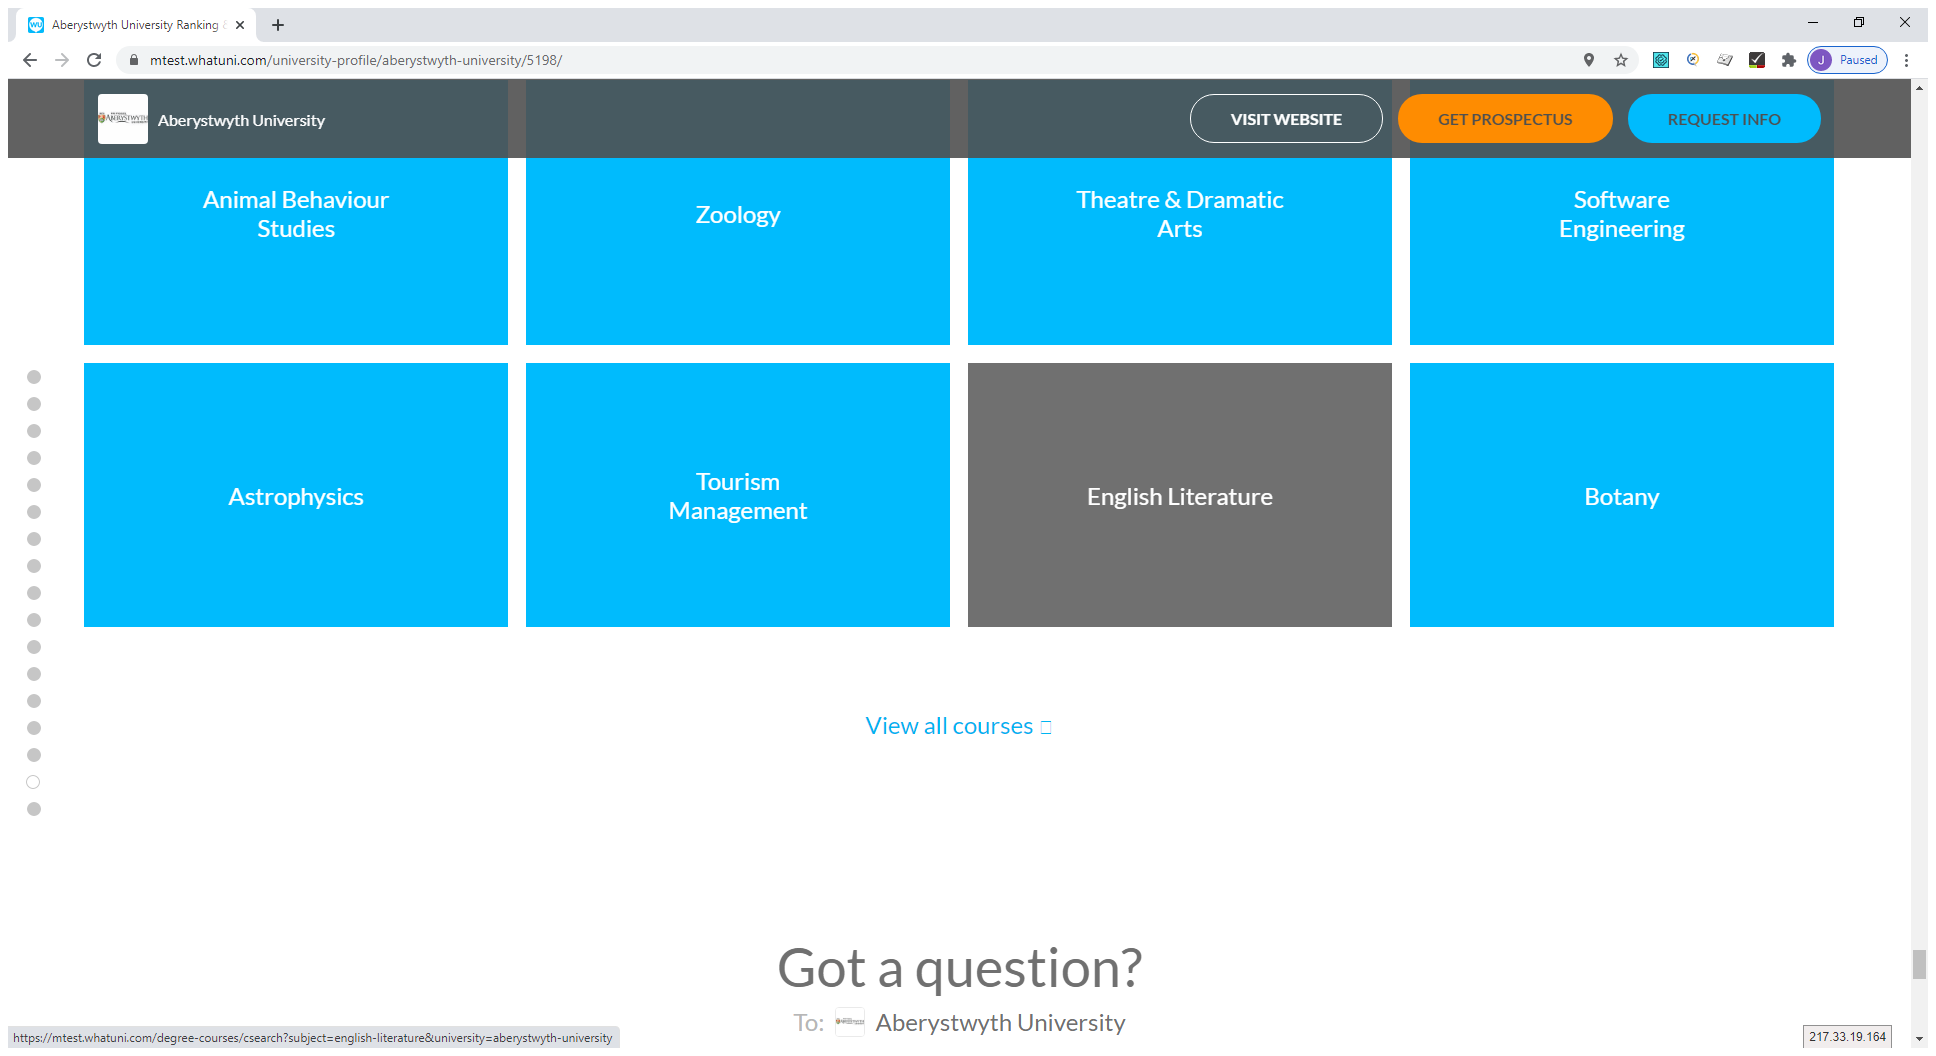 Aberystwyth University Ranking
mtest.whatuni.com/university-profile/aberystwyth-university/5198/
J Paused
ABERYSTWYTH
Aberystwyth University
VISIT WEBSITE
GET PROSPECTUS
REQUEST INFO
Animal Behaviour
Studies
Zoology
Theatre & Dramatic
Arts
Software
Engineering
Astrophysics
Tourism
Management
English Literature
Botany
View all courses
Got a question?
To: Aberystwyth University
https://mtest.whatuni.com/degree-courses/csearch?subject=english-literature&university=aberystwyth-university
217.33.19.164